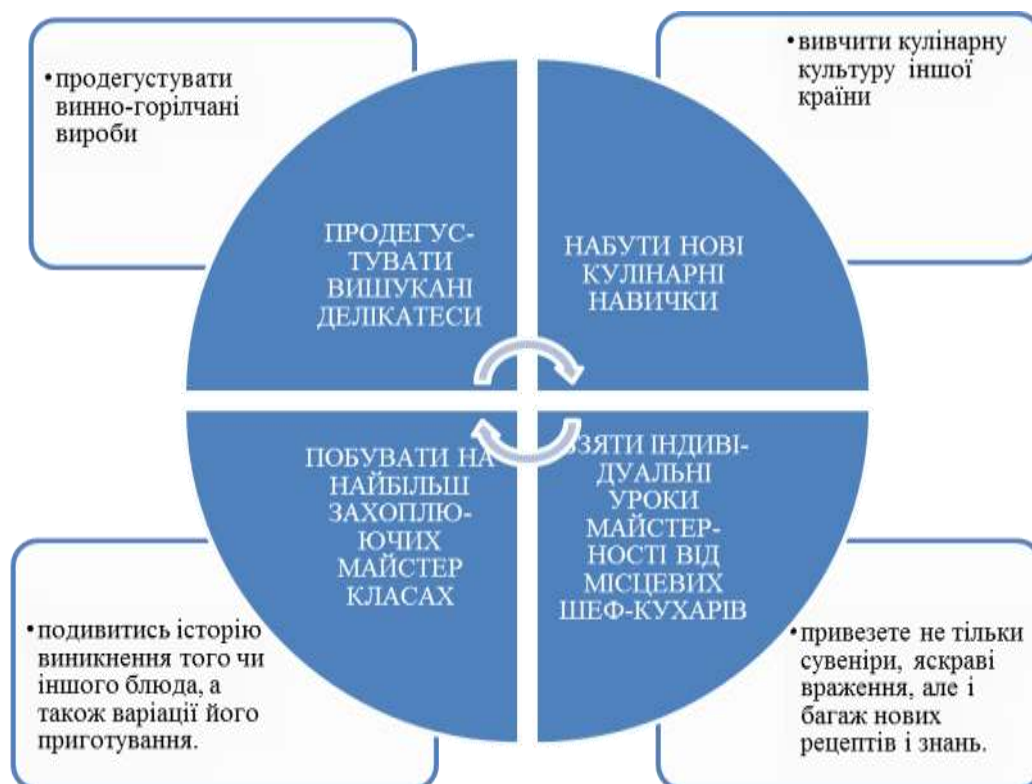 •продегустувати
винно-горілчані
вироби
•вивчити кулінарну
культуру іншої
країни
ПРОДЕГУС-
ТУВАТИ
ВИШУКАНІ
ДЕЛІКАТЕСИ
НАБУТИ НОВІ
КУЛІНАРНІ
НАВИЧКИ
ПОБУВАТИ НА
НАЙБІЛЬШ
ЗАХОПЛЮ-
ЮЧИХ
МАЙСТЕР
КЛАСАХ
ВЗЯТИ ІНДИВІ-
ДУАЛЬНІ
УРОКИ
МАЙСТЕР-
НОСТІ ВІД
МІСЦЕВИХ
ШЕФ-КУХАРІВ
•подивитись історію
виникнення того чи
іншого блюда, а
також варіації його
приготування.
•привезете не тільки
сувеніри, яскраві
враження, але і
багаж нових
рецептів і знань.